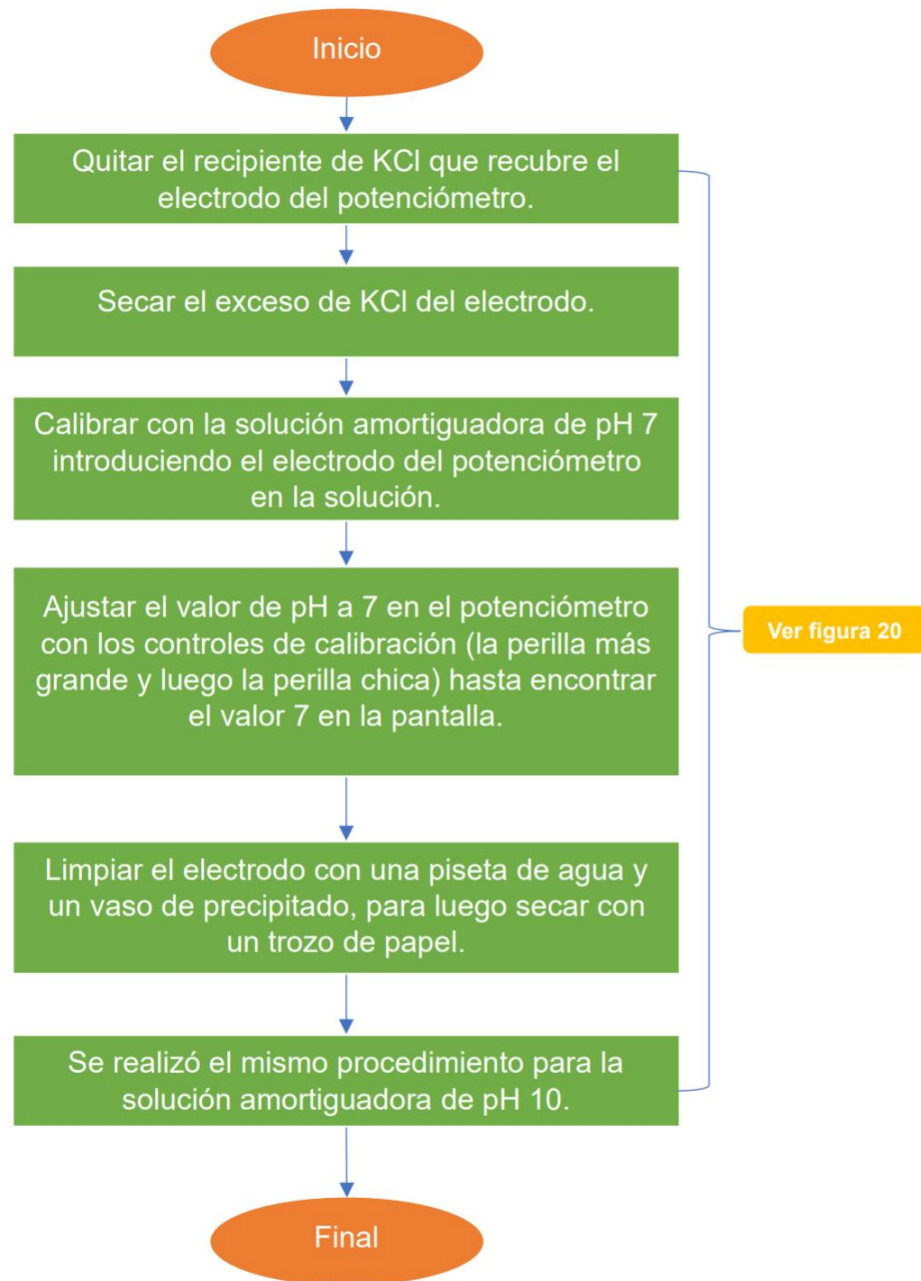 Inicio
Quitar el recipiente de KCl que recubre el
electrodo del potenciómetro.
Secar el exceso de KCl del electrodo.
Calibrar con la solución amortiguadora de pH 7
introduciendo el electrodo del potenciómetro
en la solución.
Ajustar el valor de pH a 7 en el potenciómetro
con los controles de calibración (la perilla más
grande y luego la perilla chica) hasta encontrar
el valor 7 en la pantalla.
Ver figura 20
Limpiar el electrodo con una piseta de agua y
un vaso de precipitado, para luego secar con
un trozo de papel.
Se realizó el mismo procedimiento para la
solución amortiguadora de pH 10.
Final